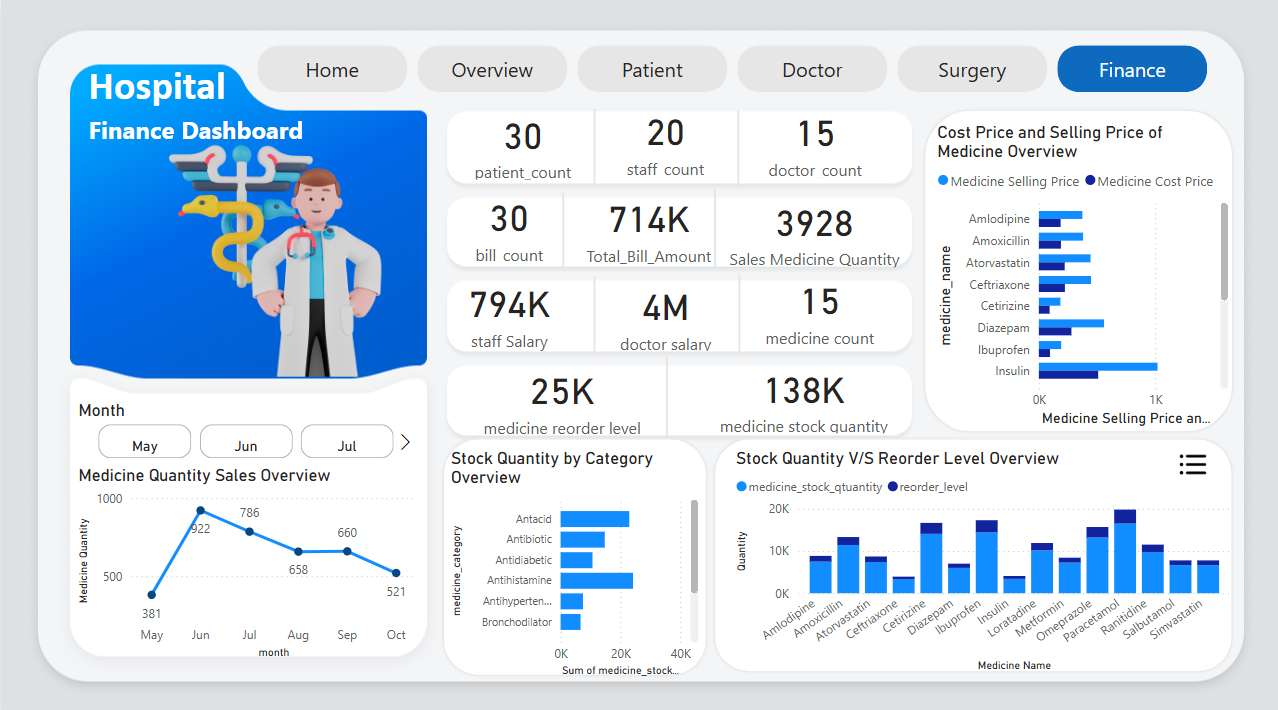 Home
Overview
Patient
Doctor
Surgery
Finance
Hospital
Finance Dashboard
30
patient_count
20
staff count
15
doctor count
30
bill count
714K
Total_Bill_Amount
3928
Sales Medicine Quantity
794K
staff Salary
4M
doctor salary
15
medicine count
25K
medicine reorder level
138K
medicine stock quantity
Cost Price and Selling Price of
Medicine Overview
Medicine Selling Price
Medicine Cost Price
medicine_name
Amlodipine
Amoxicillin
Atorvastatin
Ceftriaxone
Cetirizine
Diazepam
Ibuprofen
Insulin
0K
1K
Medicine Selling Price an...
Month
May
Jun
Jul
Medicine Quantity Sales Overview
Medicine Quantity
1000
500
381
922
786
658
660
521
May
Jun
Jul
Aug
Sep
Oct
month
Stock Quantity by Category
Overview
medicine_category
Antacid
Antibiotic
Antidiabetic
Antihistamine
Antihyperten...
Bronchodilator
0K
20K
40K
Sum of medicine_stock...
Stock Quantity V/S Reorder Level Overview
medicine_stock_qtuantity
reorder_level
Quantity
20K
10K
0K
Amlodipine
Amoxicillin
Atorvastatin
Ceftriaxone
Cetirizine
Diazepam
Ibuprofen
Insulin
Loratadine
Metformin
Omeprazole
Paracetamol
Ranitidine
Salbutamol
Simvastatin
Medicine Name